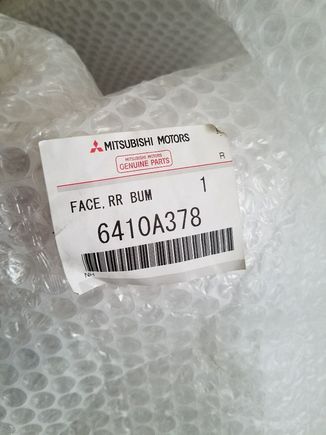 MITSUBISHI MOTORS
MITSUBISHI MOTORS
GENUINE PARTS
R
FACE,RR BUM 1
6410A378